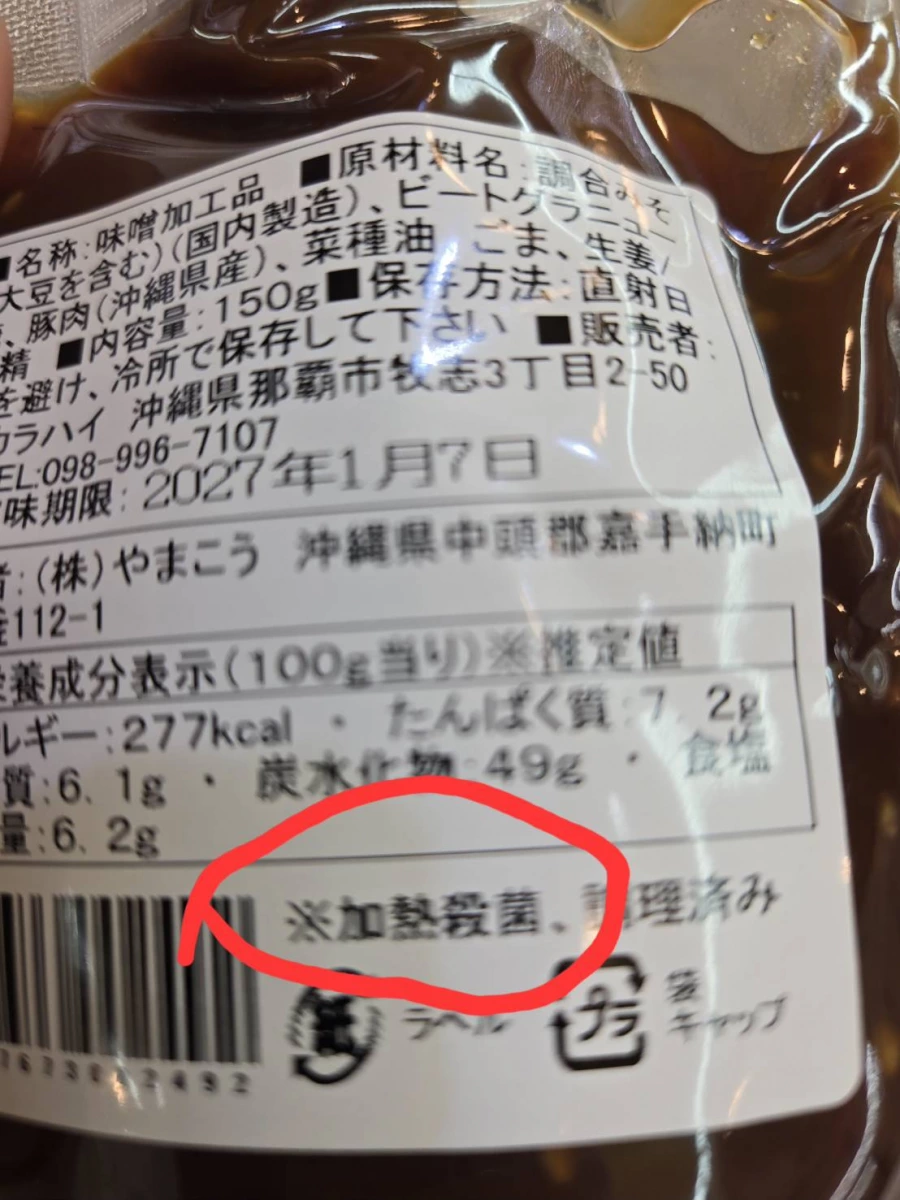 ■名称:味噌加工品 ■原材料名:調合みそ
大豆を含む)(国内製造)、ビートグラニュー
、豚肉(沖縄県産)、菜種油 ごま、生姜/
精 ■内容量:150g■保存方法:直射日
を避け、冷所で保存して下さい ■販売者:
カラハイ 沖縄県那覇市牧志3丁目2-50
EL:098-996-7107
味期限:2027年1月7日
者:(株)やまこう 沖縄県中頭郡嘉手納町
112-1
栄養成分表示(100g当り)※推定値
ルギー:277kcal ・ たんぱく質:7.2g
質:6.1g ・ 炭水化物:49g ・ 食塩
量:6.2g
※加熱殺菌、調理済み
紙 ラベル プラ 袋
キャップ